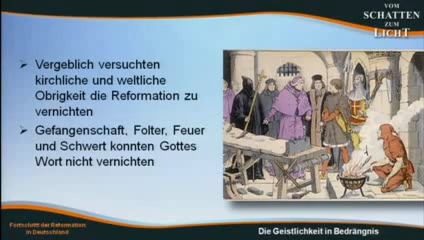 VOM
SCHATTEN
ZUM
LICHT
Vergeblich versuchten
kirchliche und weltliche
Obrigkeit die Reformation zu
vernichten
Gefangenschaft, Folter, Feuer
und Schwert konnten Gottes
Wort nicht vernichten
Fortschritt der Reformation
in Deutschland
Die Geistlichkeit in Bedrängnis